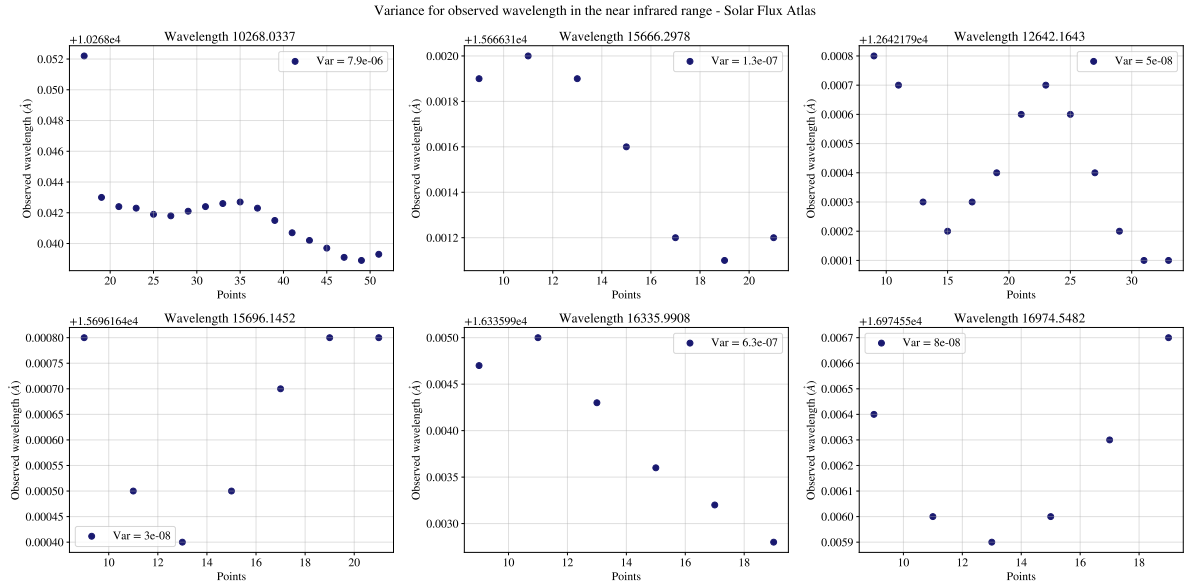 Variance for observed wavelength in the near infrared range - Solar Flux Atlas
+1.0268e4
Wavelength 10268.0337
Var = 7.9e-06
Observed wavelength (Å)
0.052
0.050
0.048
0.046
0.044
0.042
0.040
20 25 30 35 40 45 50
Points
+1.566631e4
Wavelength 15666.2978
Var = 1.3e-07
Observed wavelength (Å)
0.0020
0.0018
0.0016
0.0014
0.0012
10 12 14 16 18 20
Points
+1.2642179e4
Wavelength 12642.1643
Var = 5e-08
Observed wavelength (Å)
0.0008
0.0007
0.0006
0.0005
0.0004
0.0003
0.0002
0.0001
10 15 20 25 30
Points
+1.5696164e4
Wavelength 15696.1452
Var = 3e-08
Observed wavelength (Å)
0.00080
0.00075
0.00070
0.00065
0.00060
0.00055
0.00050
0.00045
0.00040
10 12 14 16 18 20
Points
+1.633599e4
Wavelength 16335.9908
Var = 6.3e-07
Observed wavelength (Å)
0.0050
0.0045
0.0040
0.0035
0.0030
10 12 14 16 18
Points
+1.697455e4
Wavelength 16974.5482
Var = 8e-08
Observed wavelength (Å)
0.0067
0.0066
0.0065
0.0064
0.0063
0.0062
0.0061
0.0060
0.0059
10 12 14 16 18
Points